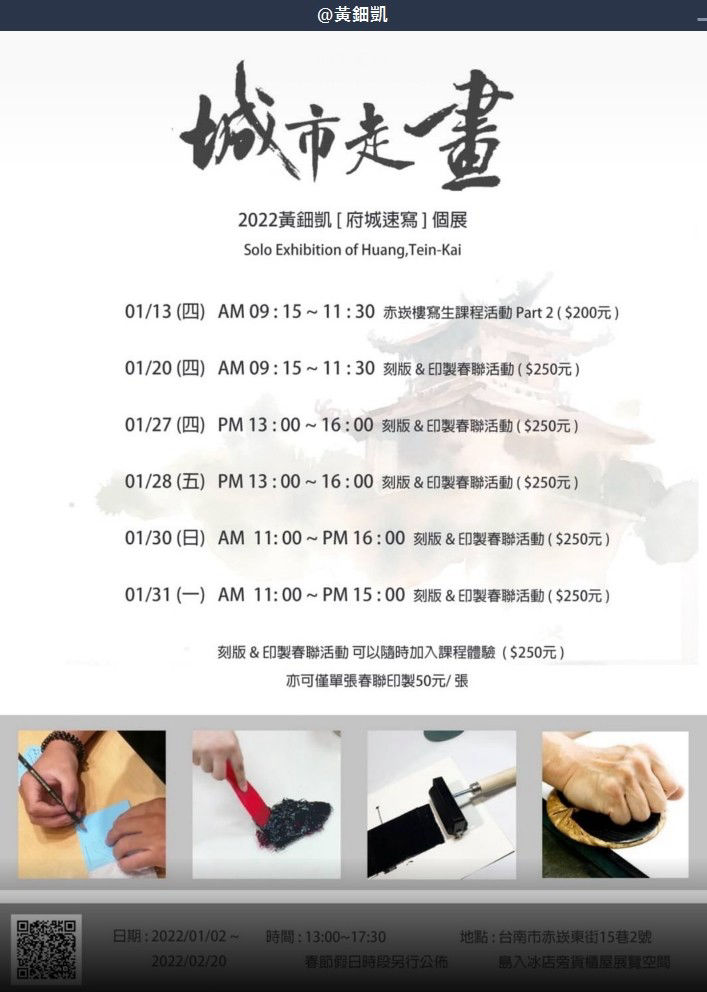 @黃鈿凱
城市走畫
2022黃鈿凱 [ 府城速寫 ] 個展
Solo Exhibition of Huang,Tein-Kai
01/13 (四) AM 09 : 15 ~ 11 : 30 赤崁樓寫生課程活動 Part 2 ( $200元 )
01/20 (四) AM 09 : 15 ~ 11 : 30 刻版 & 印製春聯活動 ( $250元 )
01/27 (四) PM 13 : 00 ~ 16 : 00 刻版 & 印製春聯活動 ( $250元 )
01/28 (五) PM 13 : 00 ~ 16 : 00 刻版 & 印製春聯活動 ( $250元 )
01/30 (日) AM 11: 00 ~ PM 16 : 00 刻版 & 印製春聯活動 ( $250元 )
01/31 (一) AM 11: 00 ~ PM 15 : 00 刻版 & 印製春聯活動 ( $250元 )
刻版 & 印製春聯活動 可以隨時加入課程體驗 ( $250元 )
亦可僅單張春聯印製50元/ 張
日期 : 2022/01/02 ~ 時間 : 13:00~17:30 地點 : 台南市赤崁東街15巷2號
2022/02/20 春節假日時段另行公佈 島入冰店旁貨櫃屋展覽空間